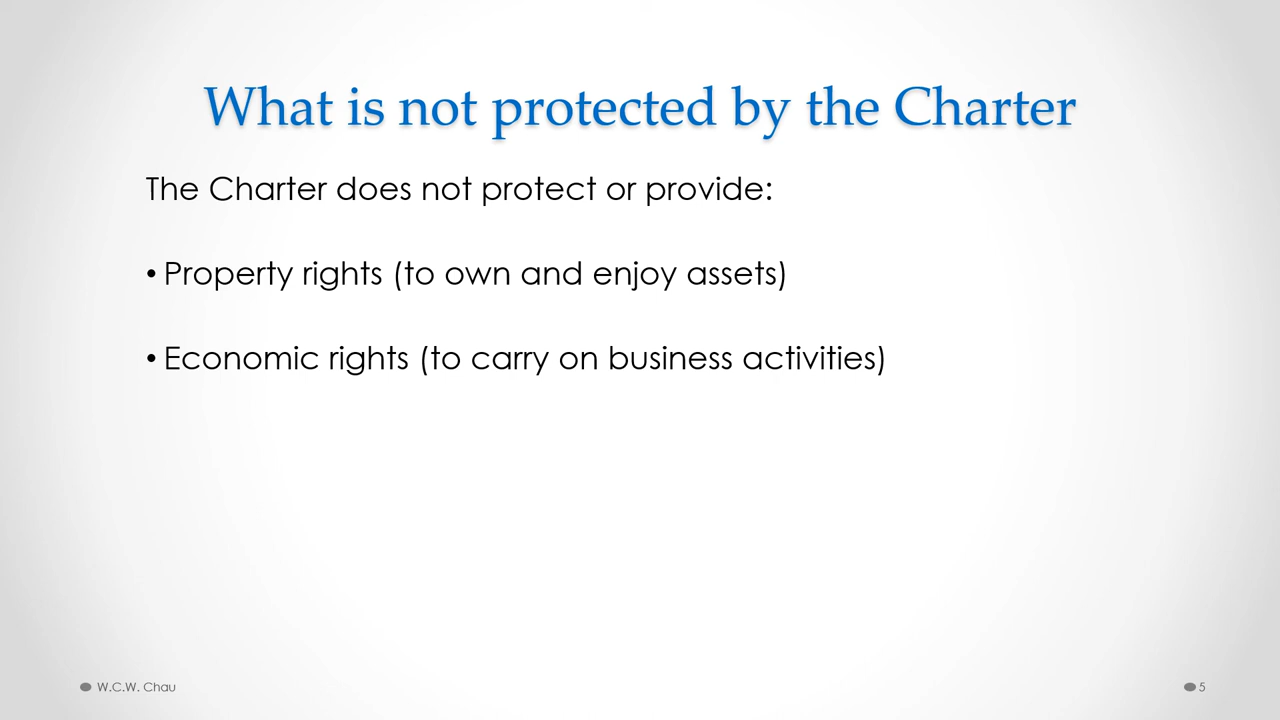 What is not protected by the Charter
The Charter does not protect or provide:
• Property rights (to own and enjoy assets)
• Economic rights (to carry on business activities)
W.C.W. Chau
5